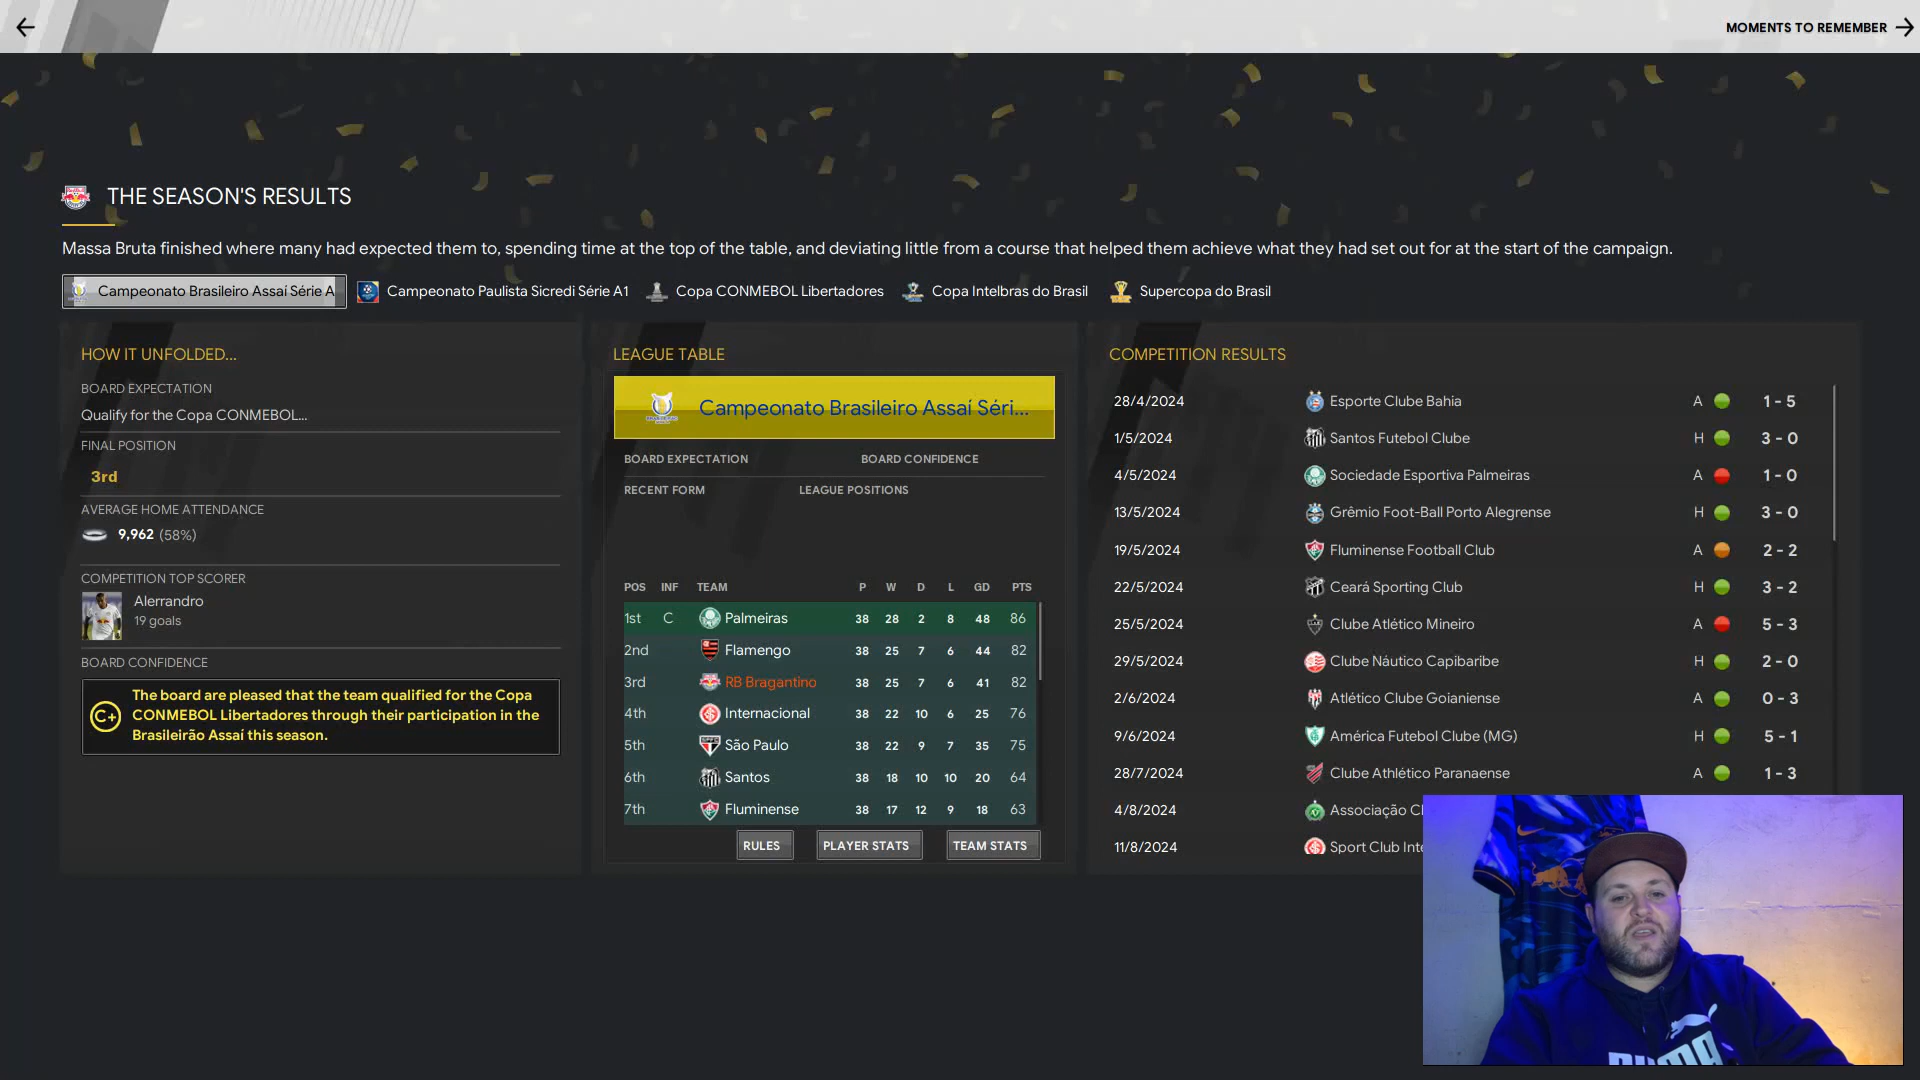 MOMENTS TO REMEMBER
THE SEASON'S RESULTS
Massa Bruta finished where many had expected them to, spending time at the top of the table, and deviating little from a course that helped them achieve what they had set out for at the start of the campaign.
Campeonato Brasileiro Assaí Série A
Campeonato Paulista Sicredi Série A1
Copa CONMEBOL Libertadores
Copa Intelbras do Brasil
Supercopa do Brasil
HOW IT UNFOLDED...
BOARD EXPECTATION
Qualify for the Copa CONMEBOL...
FINAL POSITION
3rd
AVERAGE HOME ATTENDANCE
9,962 (58%)
COMPETITION TOP SCORER
Alerrandro
19 goals
BOARD CONFIDENCE
C+
The board are pleased that the team qualified for the Copa
CONMEBOL Libertadores through their participation in the
Brasileirão Assaí this season.
LEAGUE TABLE
Campeonato Brasileiro Assaí Séri...
BOARD EXPECTATION BOARD CONFIDENCE
RECENT FORM LEAGUE POSITIONS
POS INF TEAM P W D L GD PTS
1st C Palmeiras 38 28 2 8 48 86
2nd Flamengo 38 25 7 6 44 82
3rd RB Bragantino 38 25 7 6 41 82
4th Internacional 38 22 10 6 25 76
5th São Paulo 38 22 9 7 35 75
6th Santos 38 18 10 10 20 64
7th Fluminense 38 17 12 9 18 63
RULES PLAYER STATS TEAM STATS
COMPETITION RESULTS
28/4/2024 Esporte Clube Bahia A 1 - 5
1/5/2024 Santos Futebol Clube H 3 - 0
4/5/2024 Sociedade Esportiva Palmeiras A 1 - 0
13/5/2024 Grêmio Foot-Ball Porto Alegrense H 3 - 0
19/5/2024 Fluminense Football Club A 2 - 2
22/5/2024 Ceará Sporting Club H 3 - 2
25/5/2024 Clube Atlético Mineiro A 5 - 3
29/5/2024 Clube Náutico Capibaribe H 2 - 0
2/6/2024 Atlético Clube Goianiense A 0 - 3
9/6/2024 América Futebol Clube (MG) H 5 - 1
28/7/2024 Clube Athlético Paranaense A 1 - 3
4/8/2024 Associação Cl
11/8/2024 Sport Club Inte
PUMA